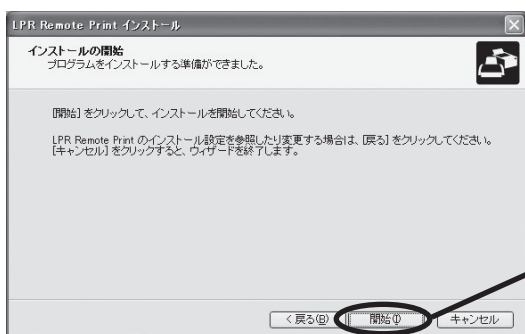 LPR Remote Print インストール
インストールの開始
プログラムをインストールする準備ができました。
[開始] をクリックして、インストールを開始してください。
LPR Remote Print のインストール設定を参照したり変更する場合は、[戻る] をクリックしてください。
[キャンセル] をクリックすると、ウィザードを終了します。
< 戻る(B)
開始(I)
キャンセル